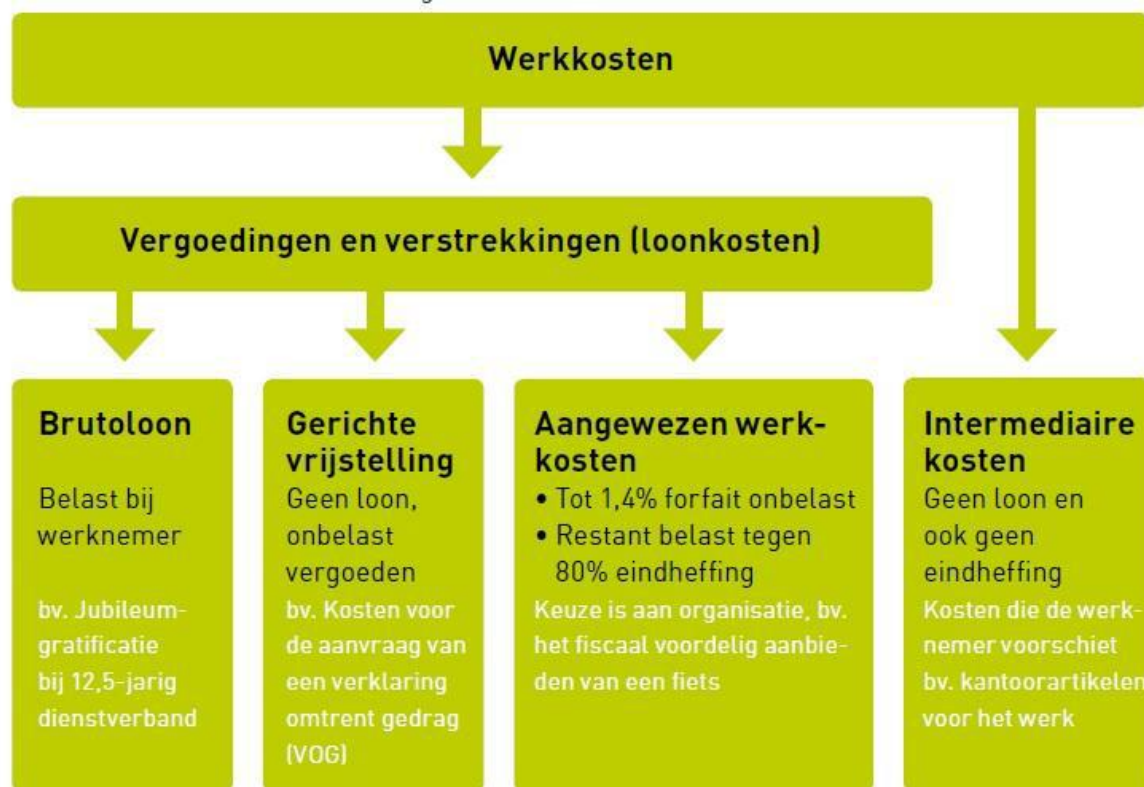 Werkkosten
Vergoedingen en verstrekkingen (loonkosten)
Brutoloon
Belast bij
werknemer
bv. Jubileum-
gratificatie
bij 12,5-jarig
dienstverband
Gerichte
vrijstelling
Geen loon,
onbelast
vergoeden
bv. Kosten voor
de aanvraag van
een verklaring
omtrent gedrag
(VOG)
Aangewezen werk-
kosten
• Tot 1,4% forfait onbelast
• Restant belast tegen
80% eindheffing
Keuze is aan organisatie, bv.
het fiscaal voordelig aanbie-
den van een fiets
Intermediaire
kosten
Geen loon en
ook geen
eindheffing
Kosten die de werk-
nemer voorschiet
bv. kantoorartikelen
voor het werk